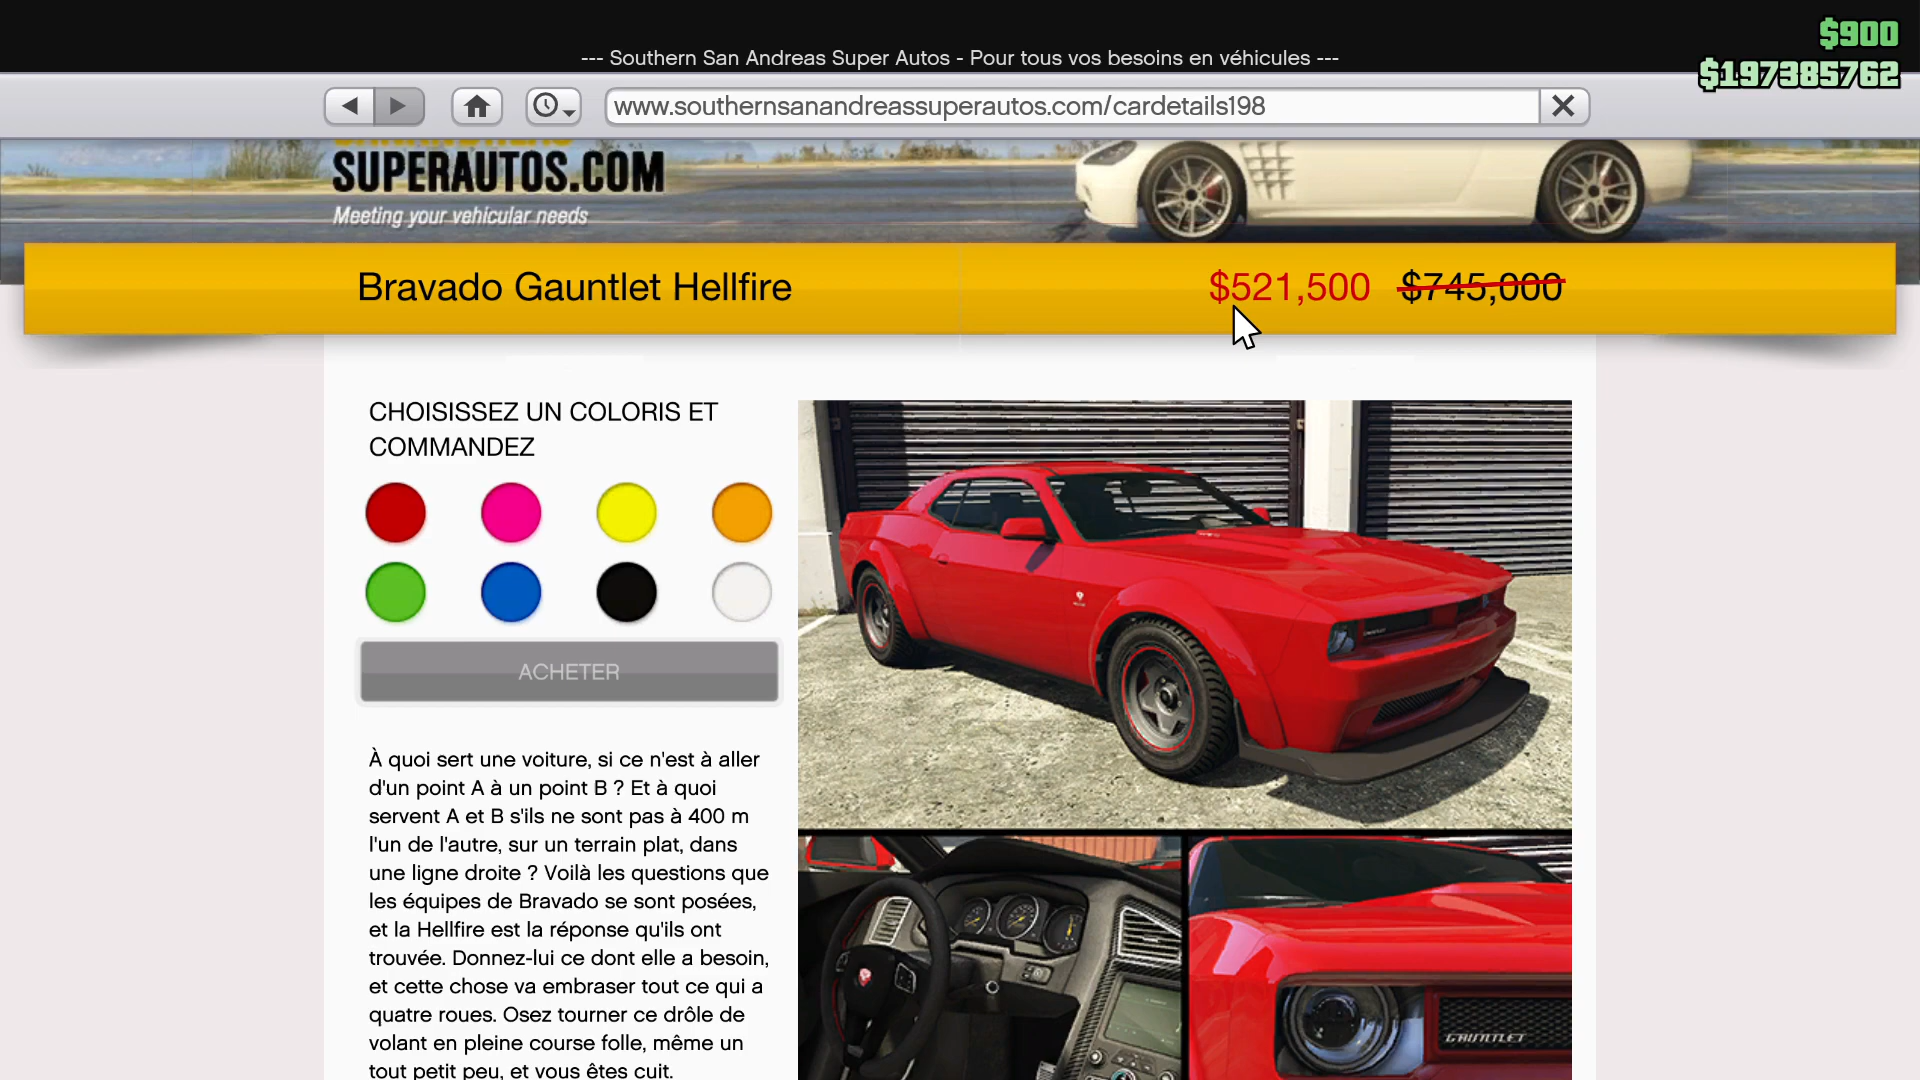 $900
--- Southern San Andreas Super Autos - Pour tous vos besoins en véhicules ---
$197385762
www.southernsanandreassuperautos.com/cardetails198
SUPERAUTOS.COM
Meeting your vehicular needs
Bravado Gauntlet Hellfire
$521,500 $745,000
CHOISISSEZ UN COLORIS ET
COMMANDEZ
ACHETER
À quoi sert une voiture, si ce n'est à aller
d'un point A à un point B ? Et à quoi
servent A et B s'ils ne sont pas à 400 m
l'un de l'autre, sur un terrain plat, dans
une ligne droite ? Voilà les questions que
les équipes de Bravado se sont posées,
et la Hellfire est la réponse qu'ils ont
trouvée. Donnez-lui ce dont elle a besoin,
et cette chose va embraser tout ce qui a
quatre roues. Osez tourner ce drôle de
volant en pleine course folle, même un
tout petit peu, et vous êtes cuit.
GAUNTLET